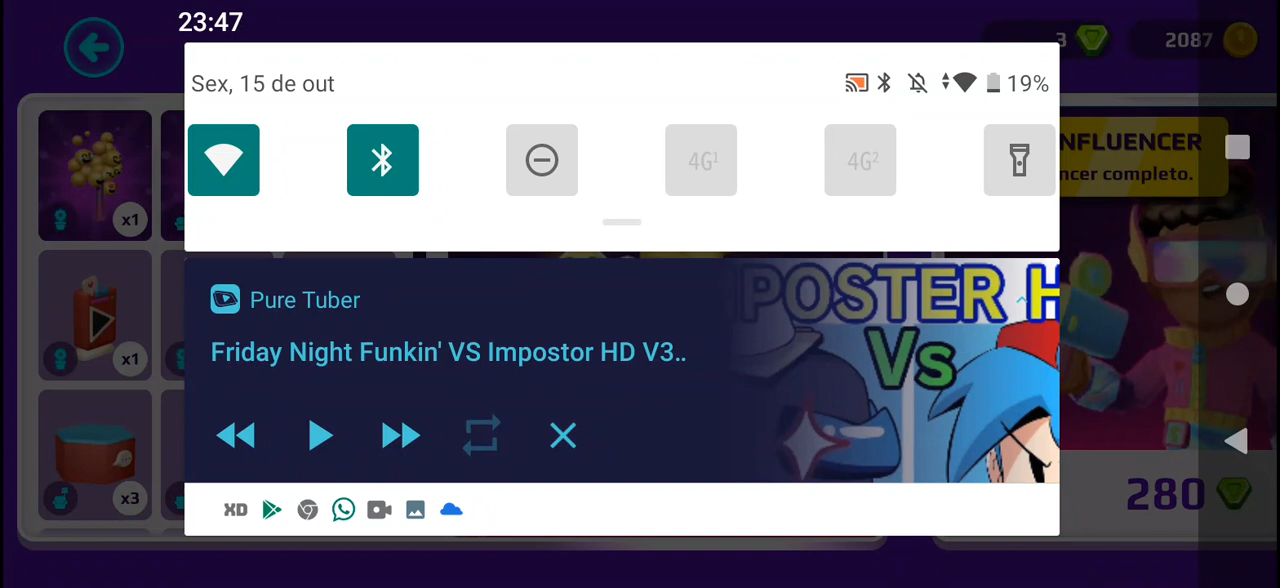 23:47
3
2087
Sex, 15 de out
19%
4G1
4G2
NFLUENCER
ncer completo.
x1
Pure Tuber
POSTER H
Vs
Friday Night Funkin' VS Impostor HD V3..
x1
x3
280
XD